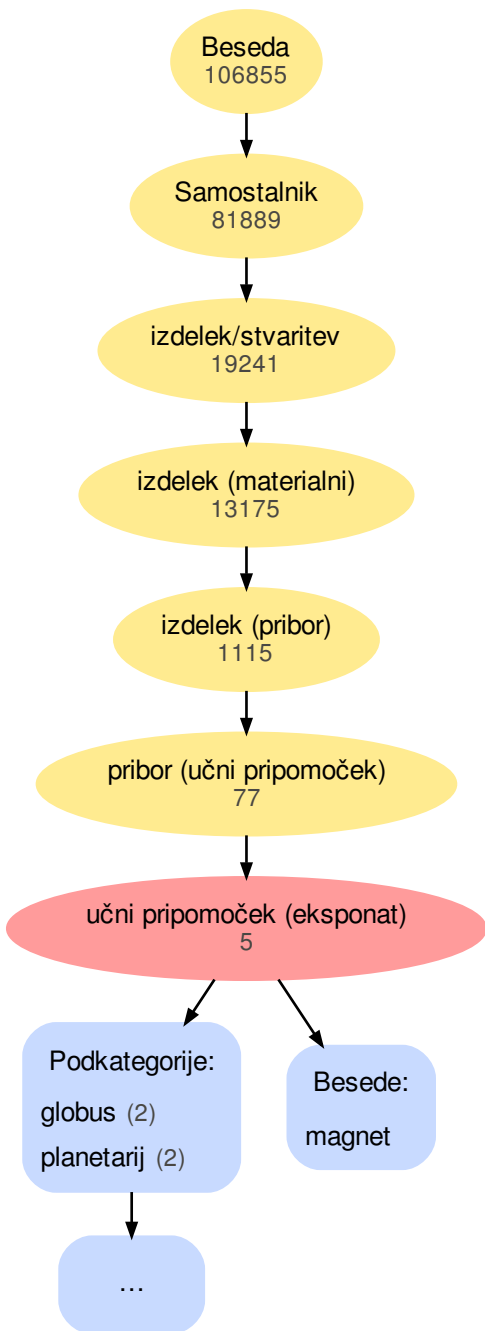 Beseda
106855
Samostalnik
81889
izdelek/stvaritev
19241
izdelek (materialni)
13175
izdelek (pribor)
1115
pribor (učni pripomoček)
77
učni pripomoček (eksponat)
5
Podkategorije:
globus (2)
planetarij (2)
Besede:
magnet
...